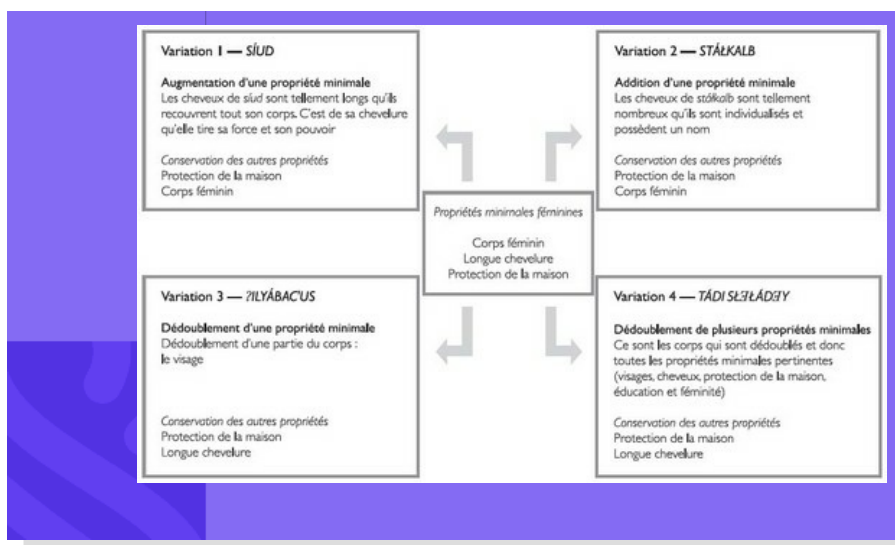 Variation 1 — SÍUD
Augmentation d'une propriété minimale
Les cheveux de síud sont tellement longs qu'ils
recouvrent tout son corps. C'est de sa chevelure
qu'elle tire sa force et son pouvoir
Conservation des autres propriétés
Protection de la maison
Corps féminin
Variation 2 — STÁŁKALB
Addition d'une propriété minimale
Les cheveux de stáłkalb sont tellement
nombreux qu'ils sont individualisés et
possèdent un nom
Conservation des autres propriétés
Protection de la maison
Corps féminin
Propriétés minimales féminines
Corps féminin
Longue chevelure
Protection de la maison
Variation 3 — ʔILYÁBAC'US
Dédoublement d'une propriété minimale
Dédoublement d'une partie du corps :
le visage
Conservation des autres propriétés
Protection de la maison
Longue chevelure
Variation 4 — TÁDI SŁƎŁÁDƎY
Dédoublement de plusieurs propriétés minimales
Ce sont les corps qui sont dédoublés et donc
toutes les propriétés minimales pertinentes
(visages, cheveux, protection de la maison,
éducation et féminité)
Conservation des autres propriétés
Protection de la maison
Longue chevelure